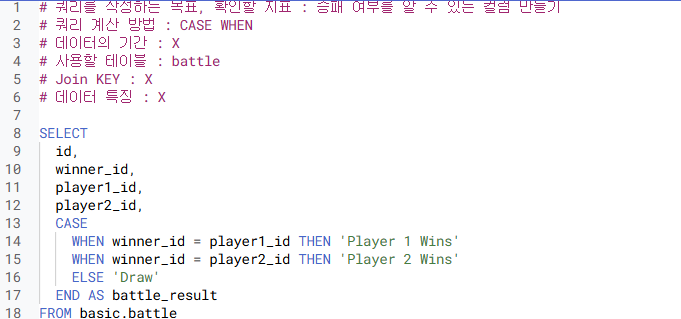 1 # 쿼리를 작성하는 목표, 확인할 지표 : 승패 여부를 알 수 있는 컬럼 만들기
2 # 쿼리 계산 방법 : CASE WHEN
3 # 데이터의 기간 : X
4 # 사용할 테이블 : battle
5 # Join KEY : X
6 # 데이터 특징 : X
7
8 SELECT
9 id,
10 winner_id,
11 player1_id,
12 player2_id,
13 CASE
14 WHEN winner_id = player1_id THEN 'Player 1 Wins'
15 WHEN winner_id = player2_id THEN 'Player 2 Wins'
16 ELSE 'Draw'
17 END AS battle_result
18 FROM basic.battle